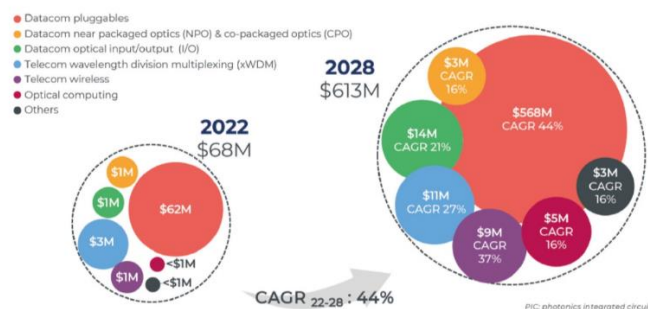 Datacom pluggables
Datacom near packaged optics (NPO) & co-packaged optics (CPO)
Datacom optical input/output (I/O)
Telecom wavelength division multiplexing (xWDM)
Telecom wireless
Optical computing
Others
2022
$68M
$1M
$1M
$62M
$3M
$1M
<$1M
<$1M
2028
$613M
$3M
CAGR
16%
$568M
CAGR 44%
$14M
CAGR 21%
$11M
CAGR 27%
$9M
CAGR
37%
$5M
CAGR
16%
$3M
CAGR
16%
CAGR 22-28 : 44%
PIC: photonics integrated circui